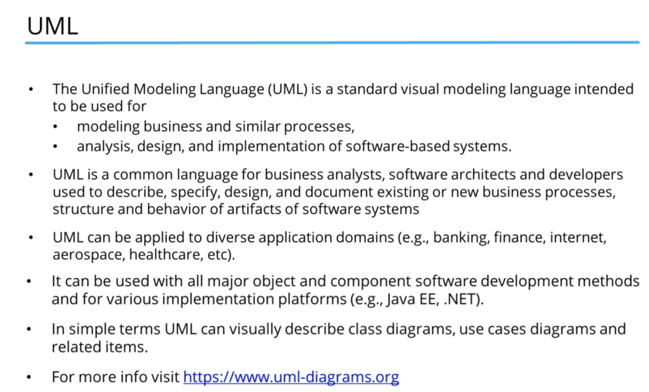 UML
• The Unified Modeling Language (UML) is a standard visual modeling language intended
to be used for
• modeling business and similar processes,
• analysis, design, and implementation of software-based systems.
• UML is a common language for business analysts, software architects and developers
used to describe, specify, design, and document existing or new business processes,
structure and behavior of artifacts of software systems
• UML can be applied to diverse application domains (e.g., banking, finance, internet,
aerospace, healthcare, etc).
• It can be used with all major object and component software development methods
and for various implementation platforms (e.g., Java EE, .NET).
• In simple terms UML can visually describe class diagrams, use cases diagrams and
related items.
• For more info visit https://www.uml-diagrams.org